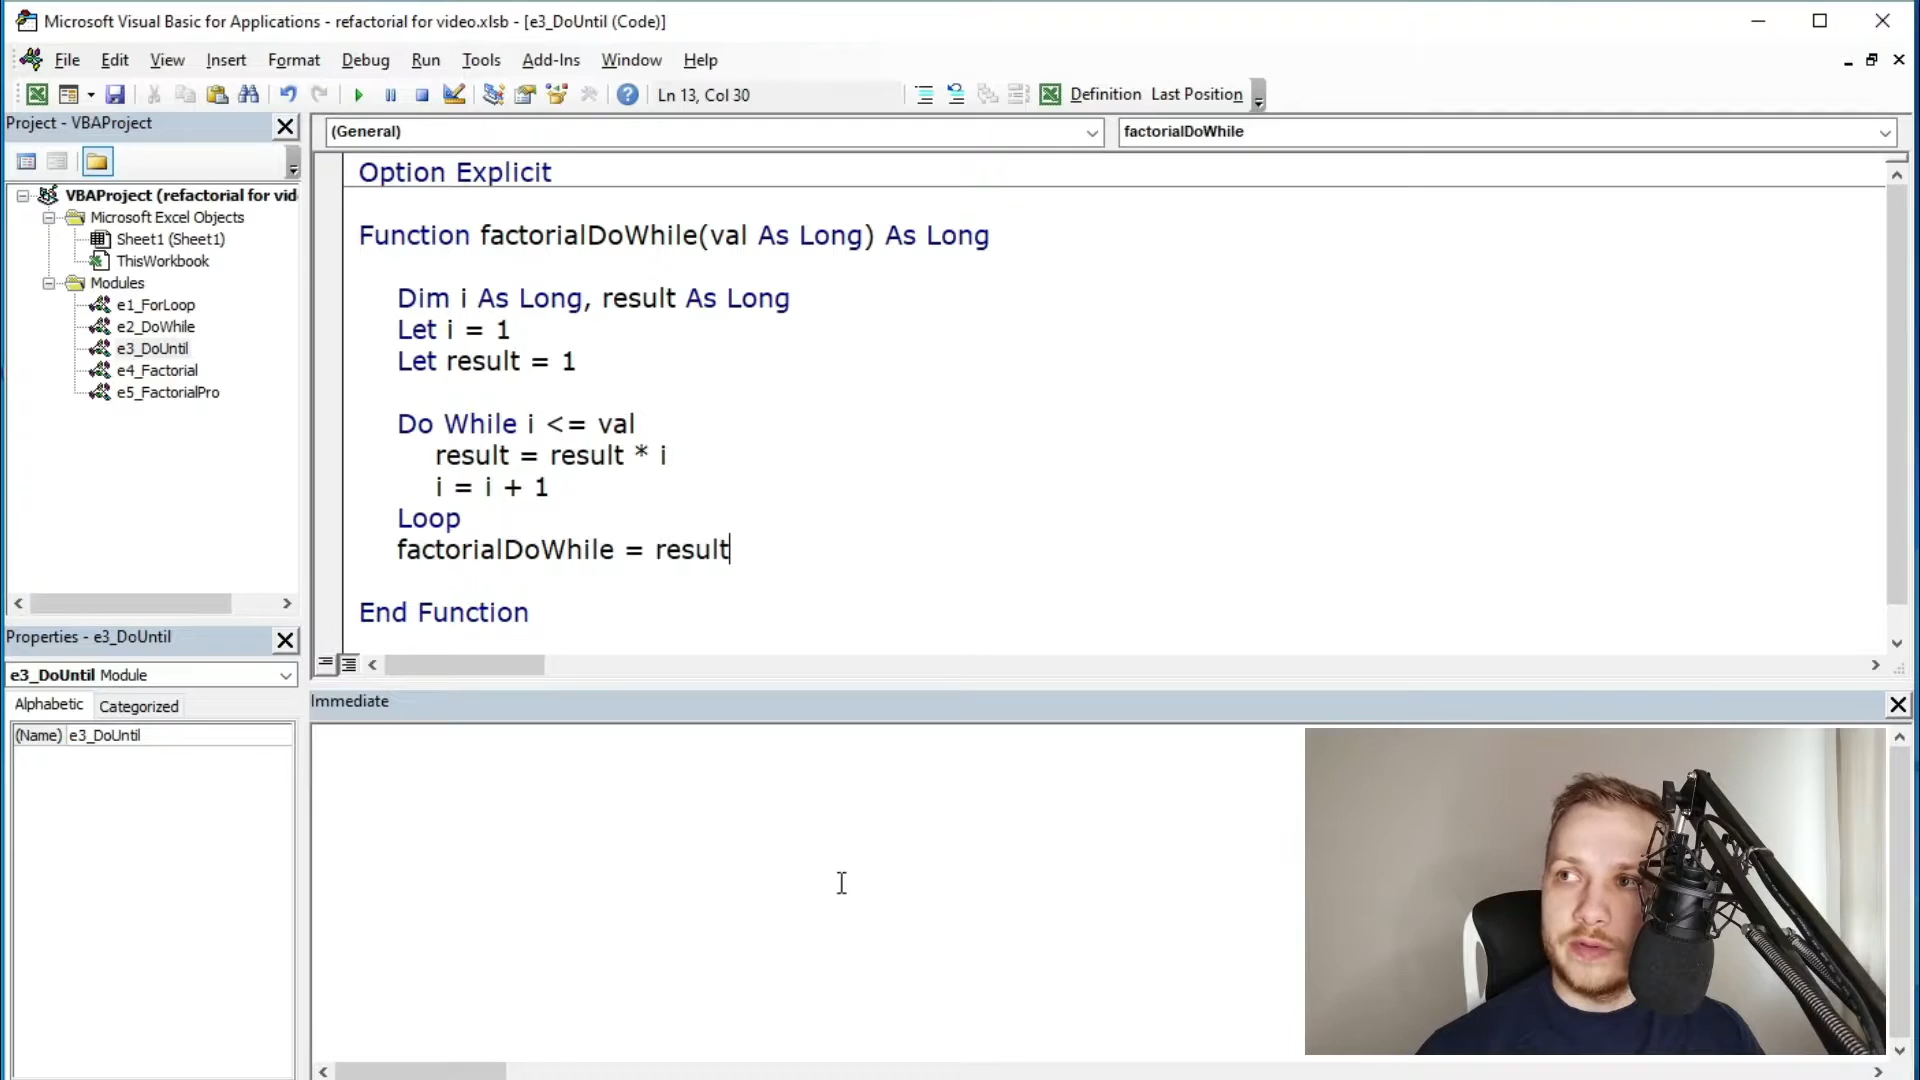 Microsoft Visual Basic for Applications - refactorial for video.xlsb - [e3_DoUntil (Code)]
File Edit View Insert Format Debug Run Tools Add-Ins Window Help
Ln 13, Col 30
Definition Last Position
Project - VBAProject
(General)
factorialDoWhile
VBAProject (refactorial for vid
Microsoft Excel Objects
Sheet1 (Sheet1)
ThisWorkbook
Modules
e1_ForLoop
e2_DoWhile
e3_DoUntil
e4_Factorial
e5_FactorialPro
Option Explicit
Function factorialDoWhile(val As Long) As Long
Dim i As Long, result As Long
Let i = 1
Let result = 1
Do While i <= val
result = result * i
i = i + 1
Loop
factorialDoWhile = result
End Function
Properties - e3_DoUntil
e3_DoUntil Module
Alphabetic Categorized
(Name) e3_DoUntil
Immediate